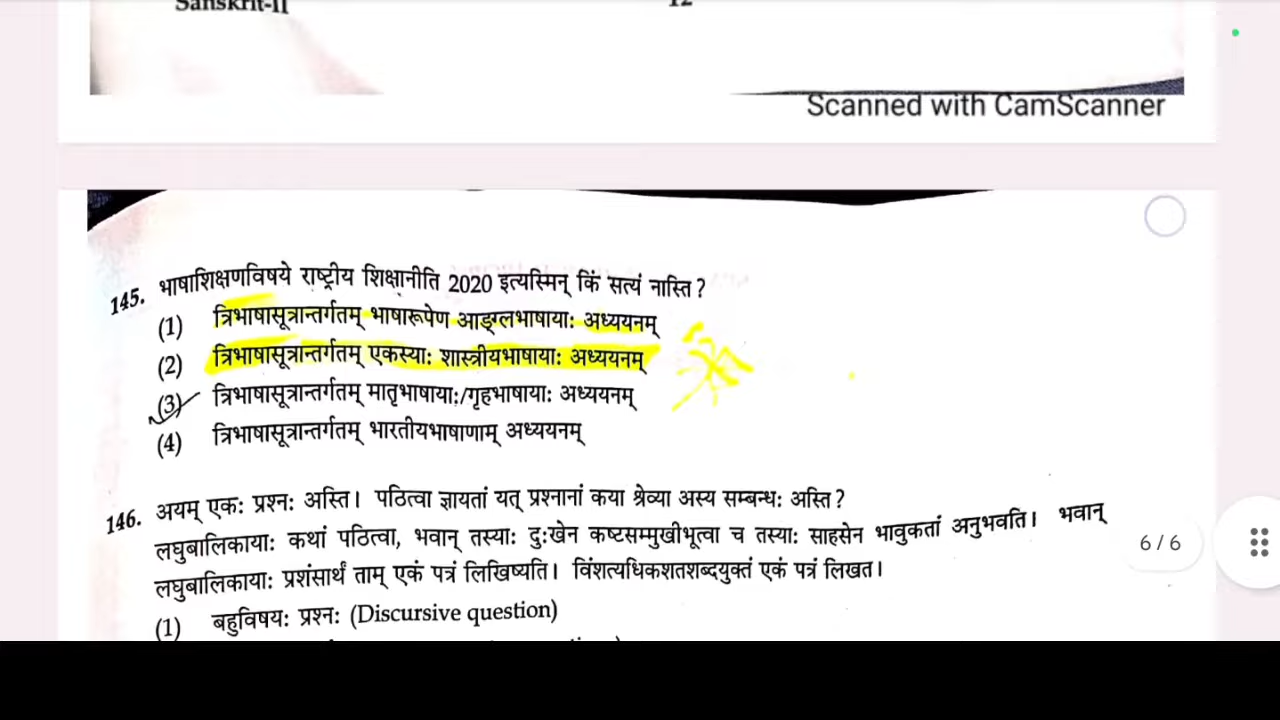 Sanskrit-II 12
Scanned with CamScanner
145. भाषाशिक्षणविषये राष्ट्रीय शिक्षानीति 2020 इत्यस्मिन् किं सत्यं नास्ति ?
(1) त्रिभाषासूत्रान्तर्गतम् भाषारूपेण आङ्ग्लभाषायाः अध्ययनम्
(2) त्रिभाषासूत्रान्तर्गतम् एकस्याः शास्त्रीयभाषायाः अध्ययनम्
(3) त्रिभाषासूत्रान्तर्गतम् मातृभाषायाः/गृहभाषायाः अध्ययनम्
(4) त्रिभाषासूत्रान्तर्गतम् भारतीयभाषाणाम् अध्ययनम्
146. अयम् एकः प्रश्नः अस्ति। पठित्वा ज्ञायतां यत् प्रश्नानां कया श्रेव्या अस्य सम्बन्धः अस्ति ?
लघुबालिकायाः कथां पठित्वा, भवान् तस्याः दुःखेन कष्टसम्मुखीभूत्वा च तस्याः साहसेन भावुकतां अनुभवति। भवान्
लघुबालिकायाः प्रशंसार्थं ताम् एकं पत्रं लिखिष्यति। विंशत्यधिकशतशब्दयुक्तं एकं पत्रं लिखत।
(1) बहुविषयः प्रश्नः (Discursive question)
6 / 6